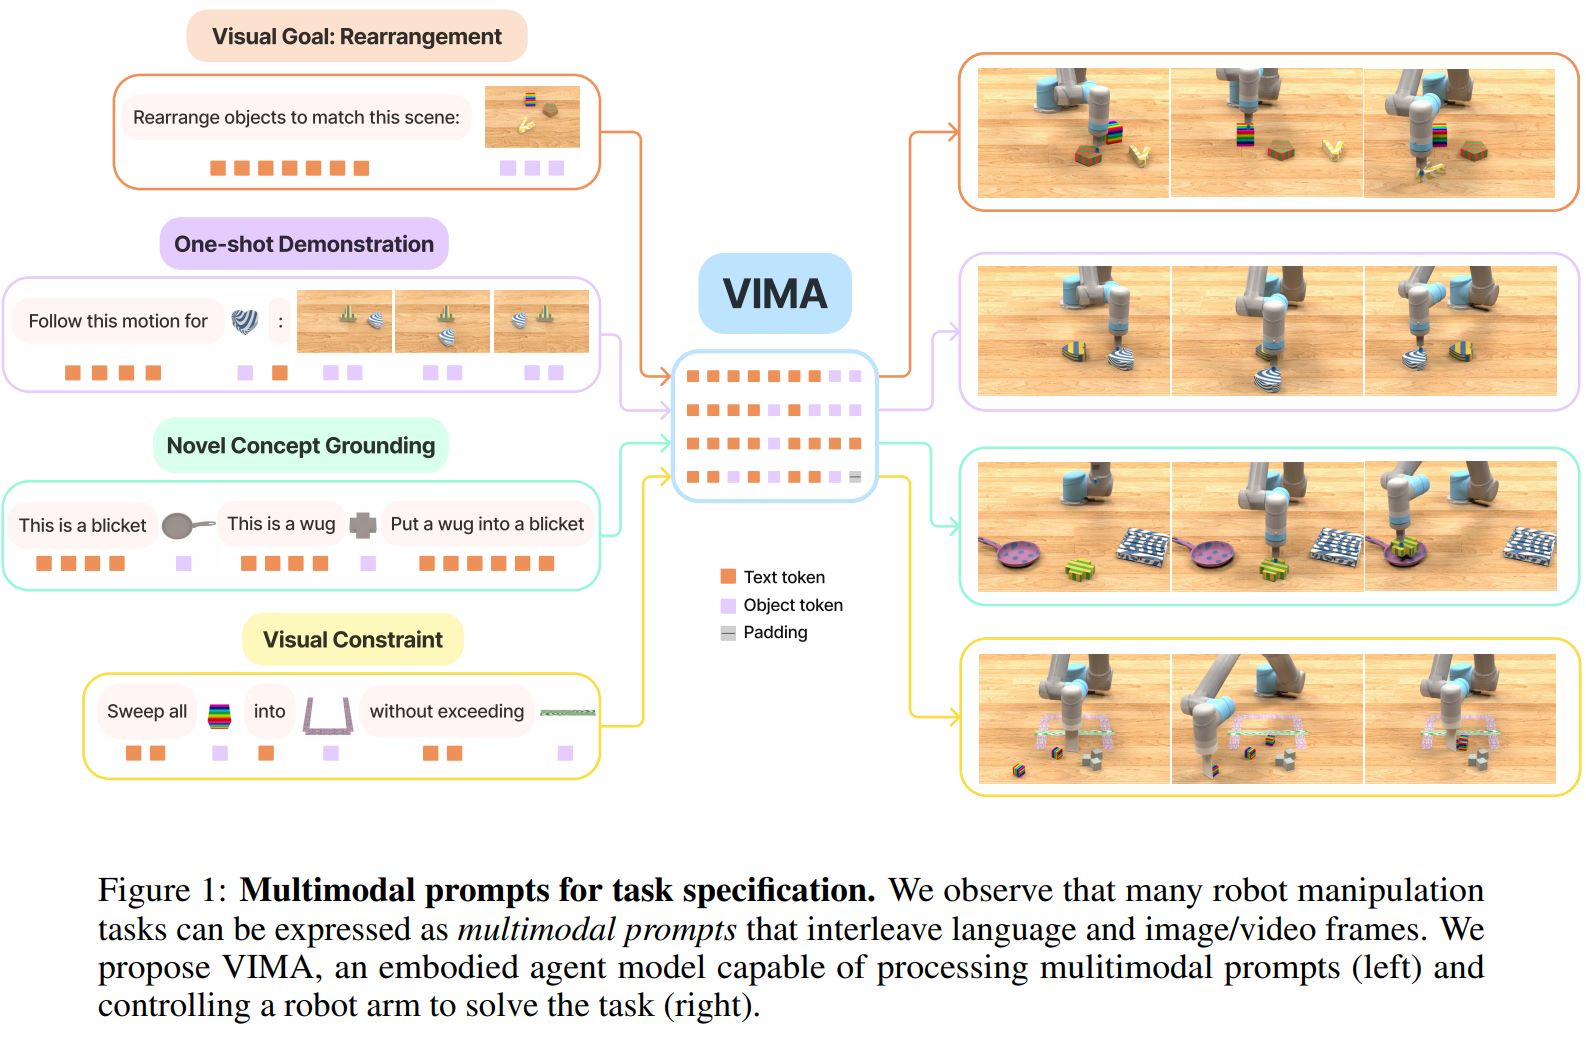 Visual Goal: Rearrangement
Rearrange objects to match this scene:
One-shot Demonstration
Follow this motion for :
Novel Concept Grounding
This is a blicket This is a wug Put a wug into a blicket
Visual Constraint
Sweep all into without exceeding
VIMA
Text token
Object token
Padding
Figure 1: Multimodal prompts for task specification. We observe that many robot manipulation
tasks can be expressed as multimodal prompts that interleave language and image/video frames. We
propose VIMA, an embodied agent model capable of processing mulitimodal prompts (left) and
controlling a robot arm to solve the task (right).